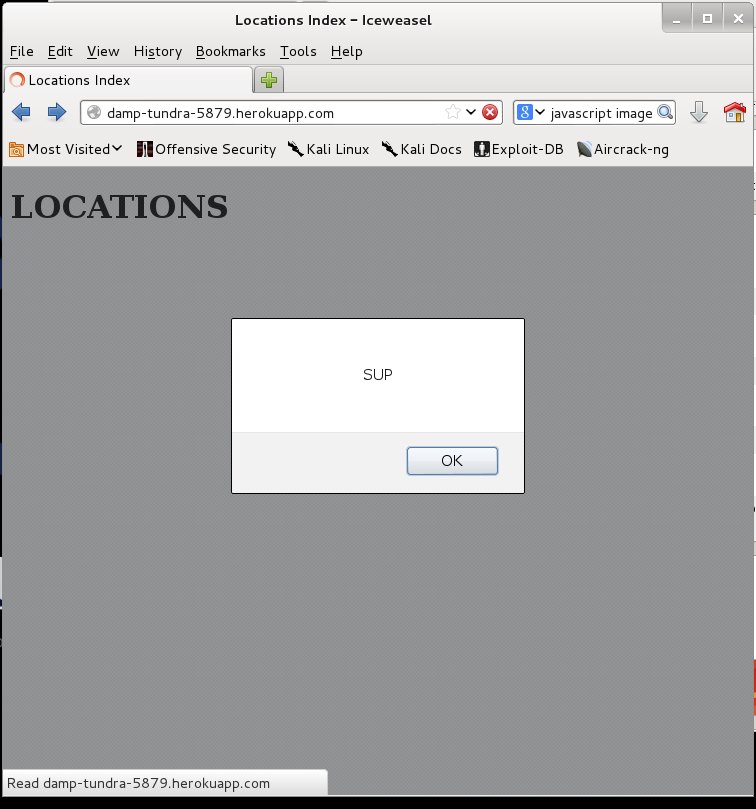 Locations Index - Iceweasel
File Edit View History Bookmarks Tools Help
Locations Index
damp-tundra-5879.herokuapp.com javascript image
Most Visited Offensive Security Kali Linux Kali Docs Exploit-DB Aircrack-ng
LOCATIONS
SUP
OK
Read damp-tundra-5879.herokuapp.com